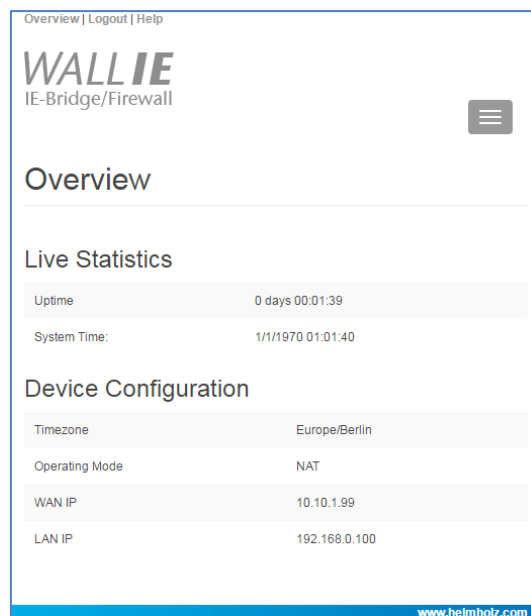 Overview | Logout | Help
WALLIE
IE-Bridge/Firewall
Overview
Live Statistics
Uptime 0 days 00:01:39
System Time: 1/1/1970 01:01:40
Device Configuration
Timezone Europe/Berlin
Operating Mode NAT
WAN IP 10.10.1.99
LAN IP 192.168.0.100
www.helmholz.com